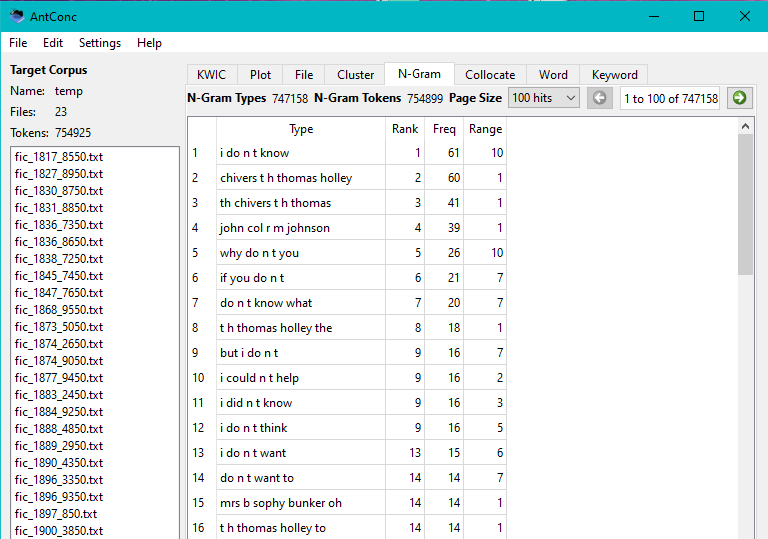 AntConc
File Edit Settings Help
Target Corpus
Name: temp
Files: 23
Tokens: 754925
fic_1817_8550.txt
fic_1827_8950.txt
fic_1830_8750.txt
fic_1831_8850.txt
fic_1836_7350.txt
fic_1836_8650.txt
fic_1838_7250.txt
fic_1845_7450.txt
fic_1847_7650.txt
fic_1868_9550.txt
fic_1873_5050.txt
fic_1874_2650.txt
fic_1874_9050.txt
fic_1877_9450.txt
fic_1883_2450.txt
fic_1884_9250.txt
fic_1888_4850.txt
fic_1889_2950.txt
fic_1890_4350.txt
fic_1896_3350.txt
fic_1896_9350.txt
fic_1897_850.txt
fic_1900_3850.txt
KWIC Plot File Cluster N-Gram Collocate Word Keyword
N-Gram Types 747158 N-Gram Tokens 754899 Page Size 100 hits 1 to 100 of 747158
Type Rank Freq Range
1 i do n t know 1 61 10
2 chivers t h thomas holley 2 60 1
3 th chivers t h thomas 3 41 1
4 john col r m johnson 4 39 1
5 why do n t you 5 26 10
6 if you do n t 6 21 7
7 do n t know what 7 20 7
8 t h thomas holley the 8 18 1
9 but i do n t 9 16 7
10 i could n t help 9 16 2
11 i did n t know 9 16 3
12 i do n t think 9 16 5
13 i do n t want 13 15 6
14 do n t want to 14 14 7
15 mrs b sophy bunker oh 14 14 1
16 t h thomas holley to 14 14 1